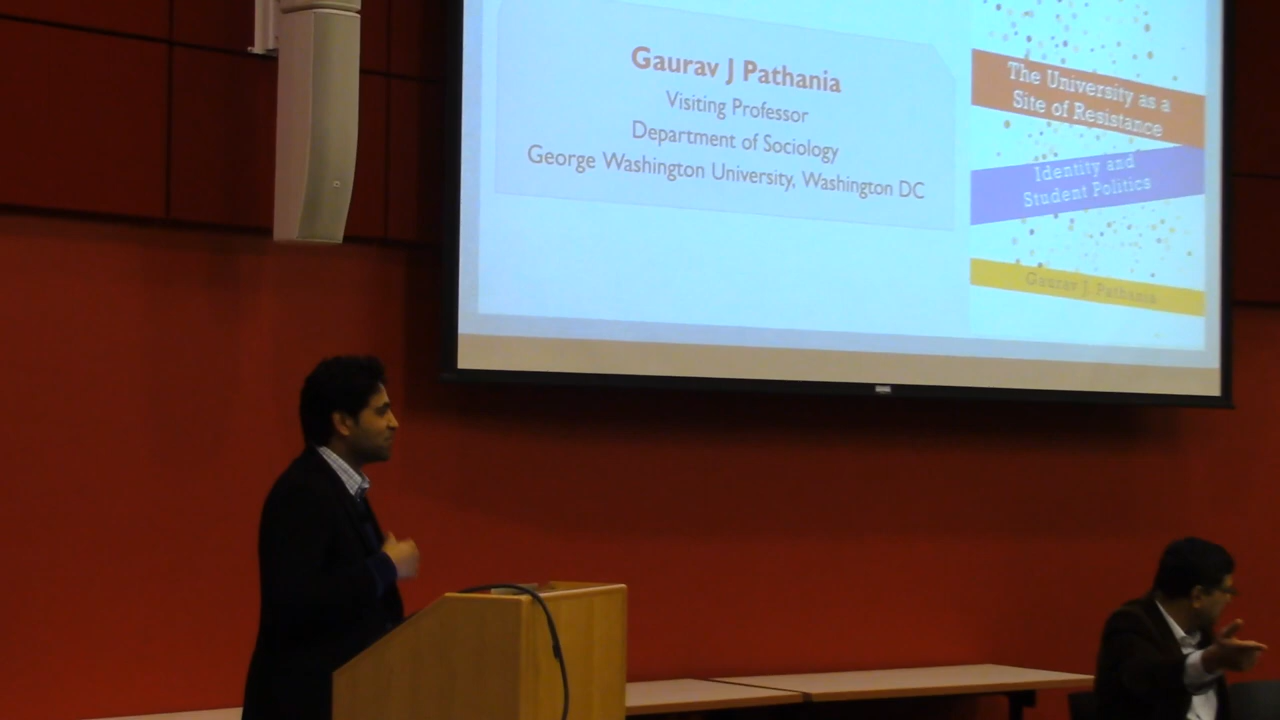 Gaurav J Pathania
Visiting Professor
Department of Sociology
George Washington University, Washington DC
The University as a
Site of Resistance
Identity and
Student Politics
Gaurav J. Pathania